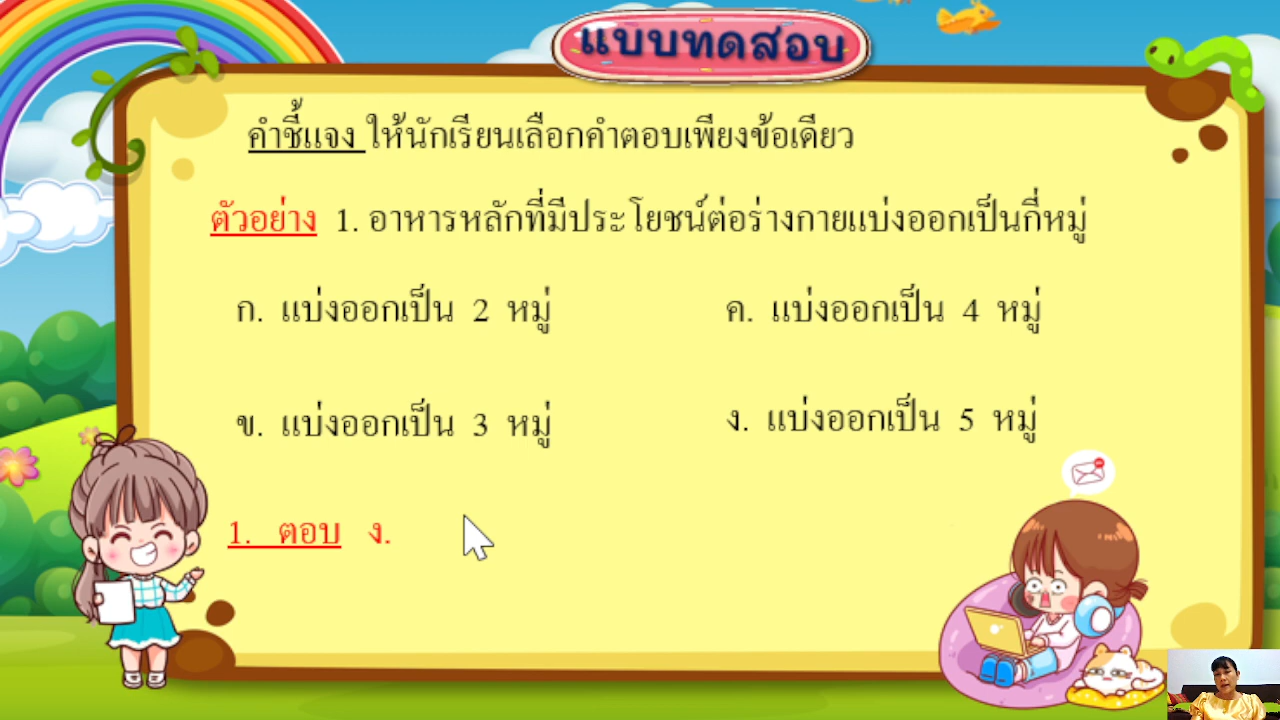 แบบทดสอบ
คำชี้แจง ให้นักเรียนเลือกคำตอบเพียงข้อเดียว
ตัวอย่าง 1. อาหารหลักที่มีประโยชน์ต่อร่างกายแบ่งออกเป็นกี่หมู่
ก. แบ่งออกเป็น 2 หมู่
ค. แบ่งออกเป็น 4 หมู่
ข. แบ่งออกเป็น 3 หมู่
ง. แบ่งออกเป็น 5 หมู่
1. ตอบ ง.